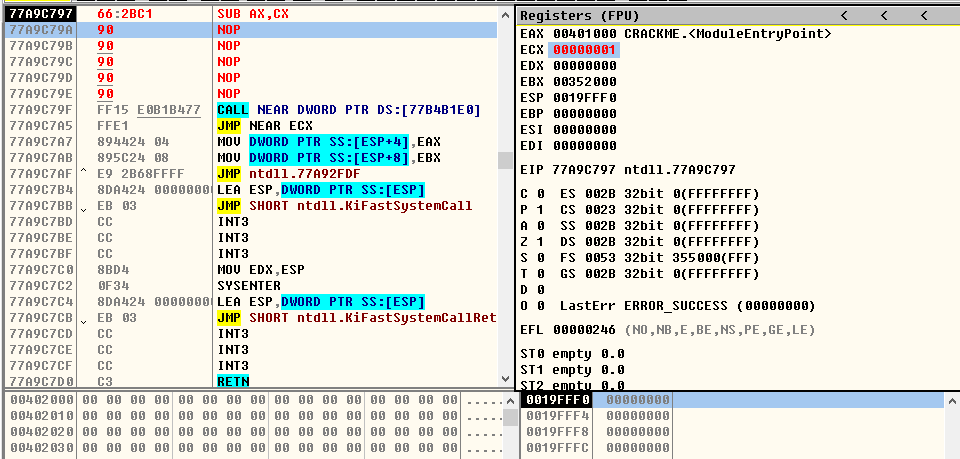 77A9C797 66:2BC1 SUB AX,CX
77A9C79A 90 NOP
77A9C79B 90 NOP
77A9C79C 90 NOP
77A9C79D 90 NOP
77A9C79E 90 NOP
77A9C79F FF15 E0B1B477 CALL NEAR DWORD PTR DS:[77B4B1E0]
77A9C7A5 FFE1 JMP NEAR ECX
77A9C7A7 894424 04 MOV DWORD PTR SS:[ESP+4],EAX
77A9C7AB 895C24 08 MOV DWORD PTR SS:[ESP+8],EBX
77A9C7AF ^ E9 2B68FFFF JMP ntdll.77A92FDF
77A9C7B4 8DA424 00000000 LEA ESP,DWORD PTR SS:[ESP]
77A9C7BB EB 03 JMP SHORT ntdll.KiFastSystemCall
77A9C7BD CC INT3
77A9C7BE CC INT3
77A9C7BF CC INT3
77A9C7C0 8BD4 MOV EDX,ESP
77A9C7C2 0F34 SYSENTER
77A9C7C4 8DA424 00000000 LEA ESP,DWORD PTR SS:[ESP]
77A9C7CB EB 03 JMP SHORT ntdll.KiFastSystemCallRet
77A9C7CD CC INT3
77A9C7CE CC INT3
77A9C7CF CC INT3
77A9C7D0 C3 RETN
Registers (FPU) < < <
EAX 00401000 CRACKME.<ModuleEntryPoint>
ECX 00000001
EDX 00000000
EBX 00352000
ESP 0019FFF0
EBP 00000000
ESI 00000000
EDI 00000000
EIP 77A9C797 ntdll.77A9C797
C 0 ES 002B 32bit 0(FFFFFFFF)
P 1 CS 0023 32bit 0(FFFFFFFF)
A 0 SS 002B 32bit 0(FFFFFFFF)
Z 1 DS 002B 32bit 0(FFFFFFFF)
S 0 FS 0053 32bit 355000(FFF)
T 0 GS 002B 32bit 0(FFFFFFFF)
D 0
O 0 LastErr ERROR_SUCCESS (00000000)
EFL 00000246 (NO,NB,E,BE,NS,PE,GE,LE)
ST0 empty 0.0
ST1 empty 0.0
ST2 empty 0.0
00402000 00 00 00 00 00 00 00 00 00 00 00 00 00 00 00 00 .....
00402010 00 00 00 00 00 00 00 00 00 00 00 00 00 00 00 00 .....
00402020 00 00 00 00 00 00 00 00 00 00 00 00 00 00 00 00 .....
00402030 00 00 00 00 00 00 00 00 00 00 00 00 00 00 00 00 .....
0019FFF0 00000000
0019FFF4 00000000
0019FFF8 00000000
0019FFFC 00000000